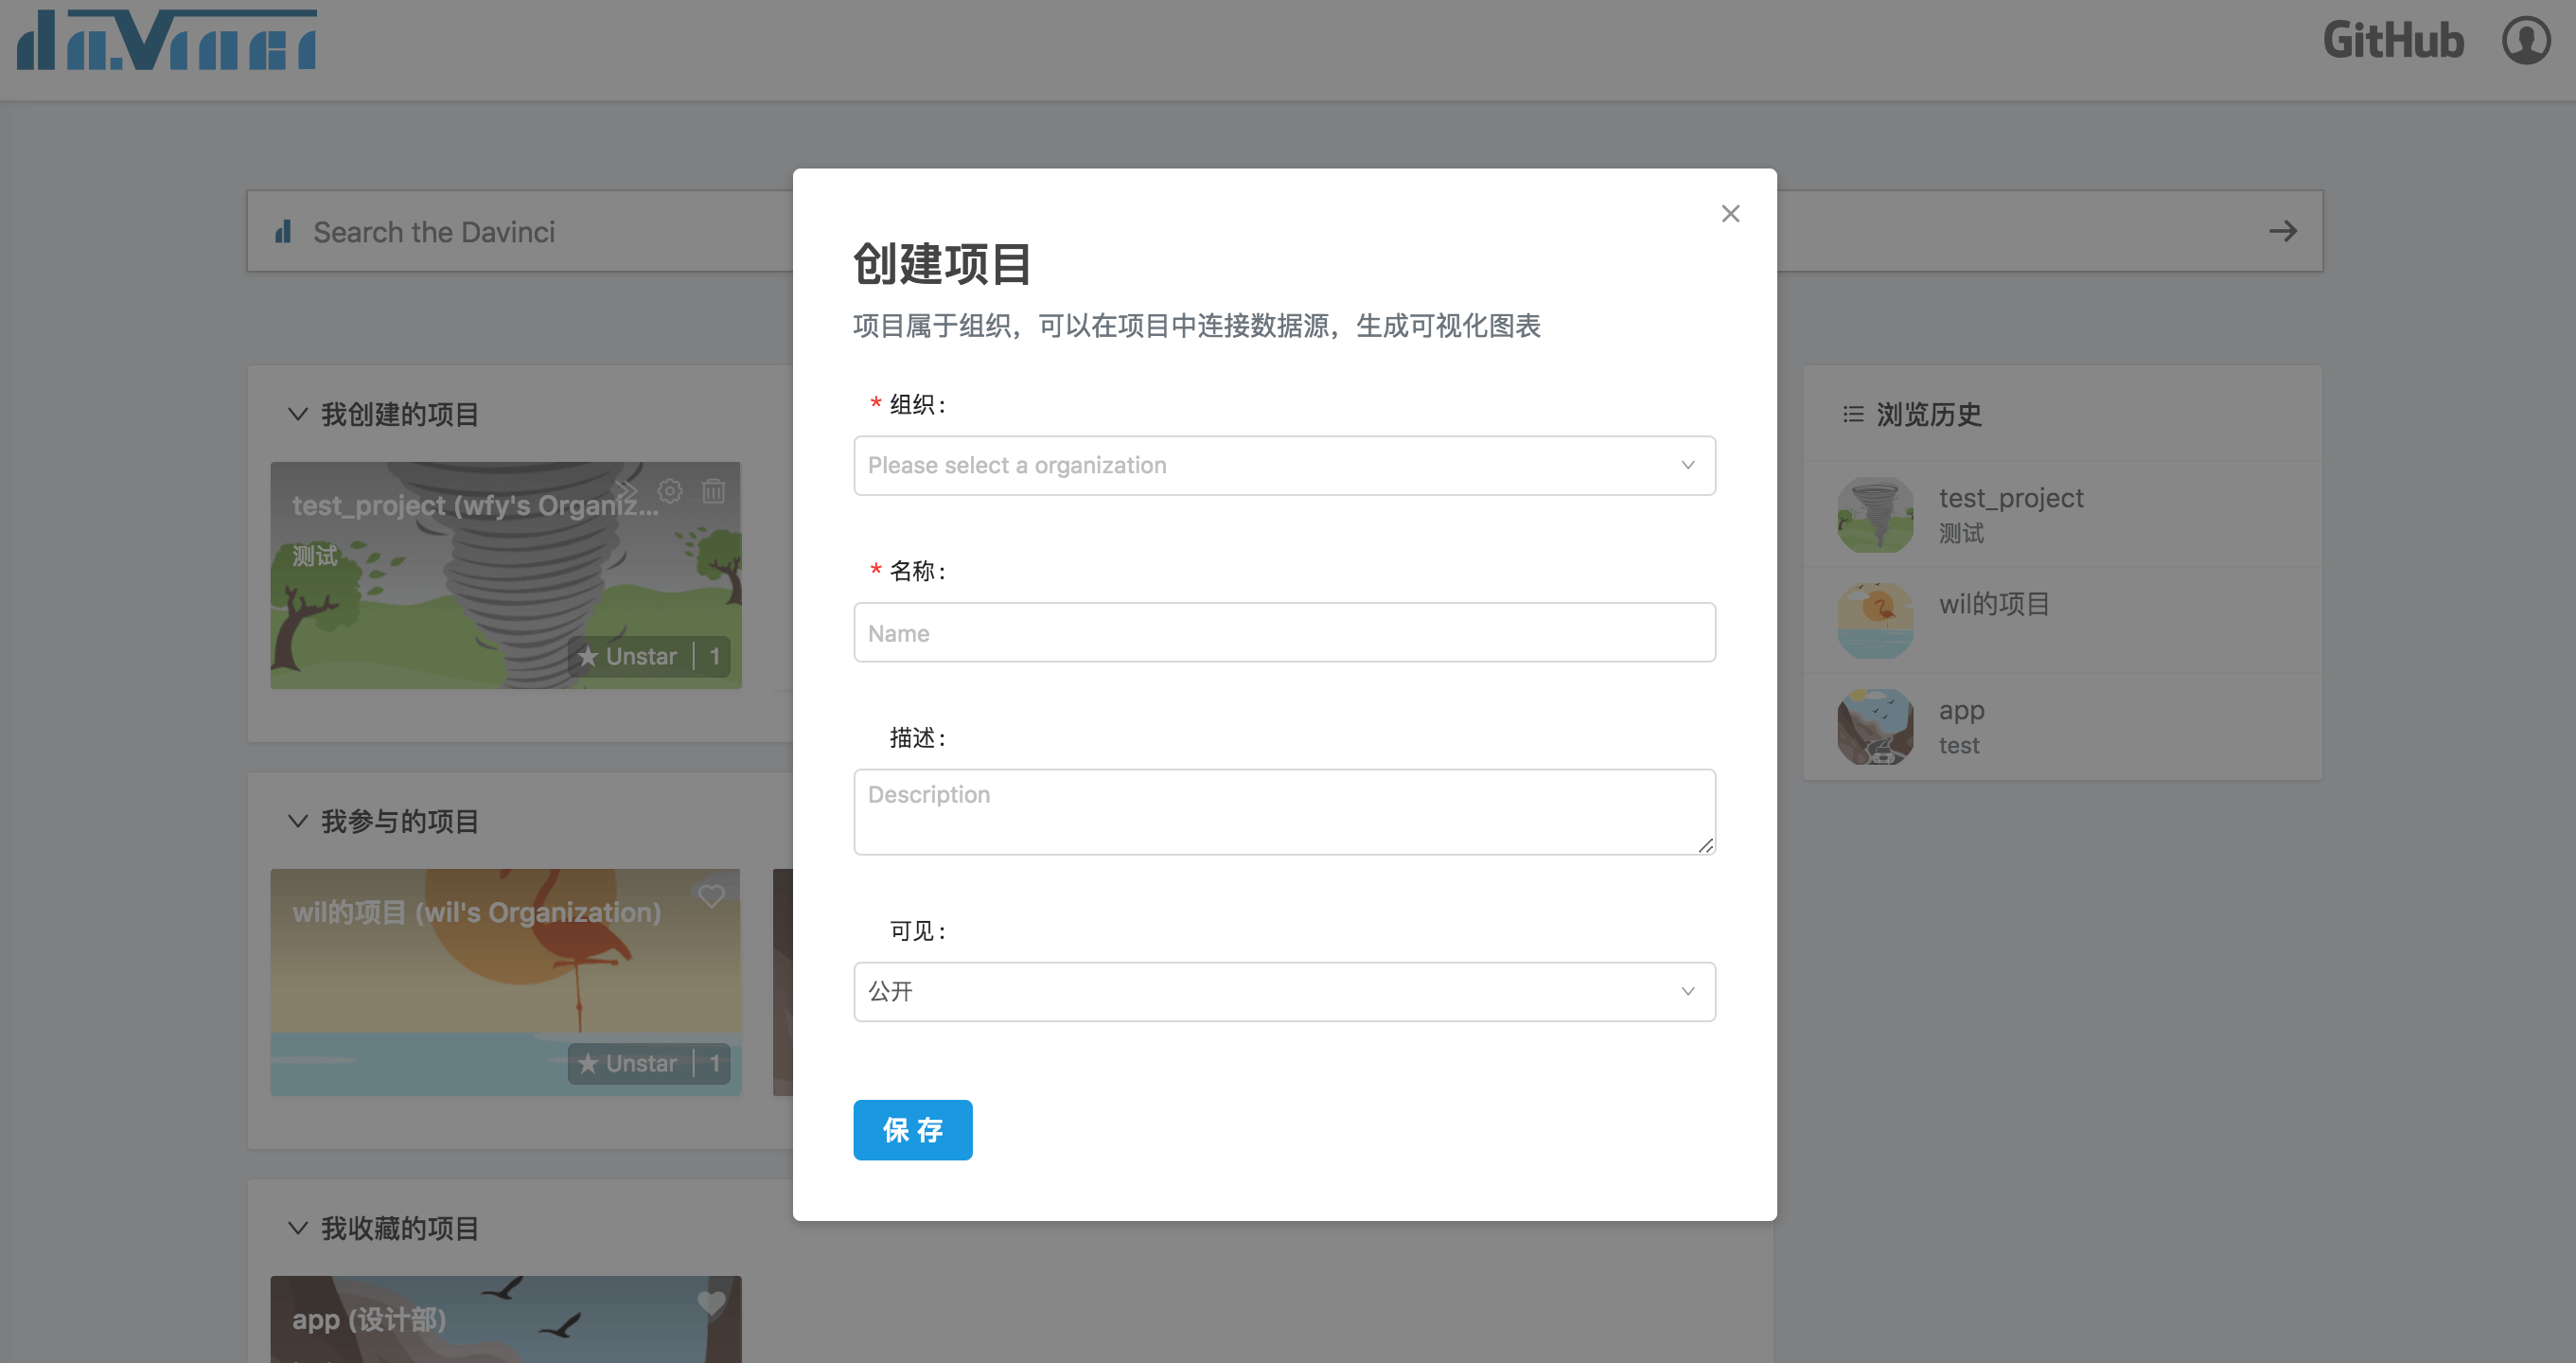 da.Vinci
GitHub
Search the Davinci
创建项目
项目属于组织，可以在项目中连接数据源，生成可视化图表
* 组织：
Please select a organization
* 名称：
Name
描述：
Description
可见：
公开
保 存
我创建的项目
test_project (wfy's Organiz...
测试
Unstar 1
我参与的项目
wil的项目 (wil's Organization)
Unstar 1
我收藏的项目
app (设计部)
浏览历史
test_project
测试
wil的项目
app
test